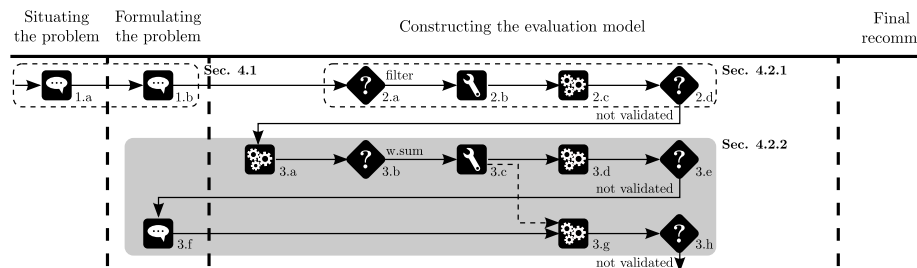 Situating
the problem
Formulating
the problem
Constructing the evaluation model
Final
recomm
Sec. 4.1
Sec. 4.2.1
filter
1.a
1.b
2.a
2.b
2.c
2.d
not validated
Sec. 4.2.2
w.sum
3.a
3.b
3.c
3.d
3.e
not validated
3.f
3.g
3.h
not validated